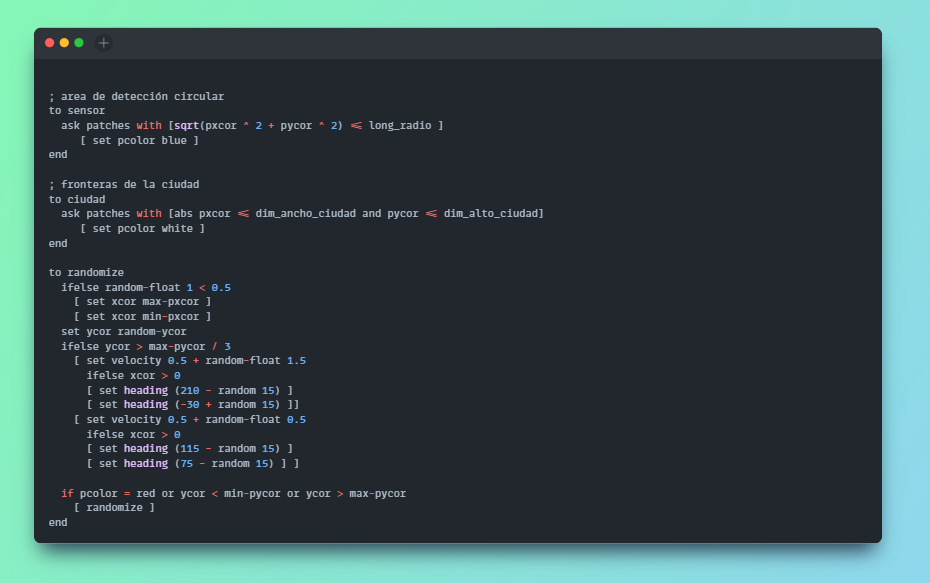 ; area de detección circular
to sensor
  ask patches with [sqrt(pxcor ^ 2 + pycor ^ 2) <= long_radio ]
     [ set pcolor blue ]
end

; fronteras de la ciudad
to ciudad
  ask patches with [abs pxcor <= dim_ancho_ciudad and pycor <= dim_alto_ciudad]
     [ set pcolor white ]
end

to randomize
  ifelse random-float 1 < 0.5
    [ set xcor max-pxcor ]
    [ set xcor min-pxcor ]
  set ycor random-ycor
  ifelse ycor > max-pycor / 3
    [ set velocity 0.5 + random-float 1.5
      ifelse xcor > 0
      [ set heading (210 - random 15) ]
      [ set heading (-30 + random 15) ]]
    [ set velocity 0.5 + random-float 0.5
      ifelse xcor > 0
      [ set heading (115 - random 15) ]
      [ set heading (75 - random 15) ] ]

  if pcolor = red or ycor < min-pycor or ycor > max-pycor
    [ randomize ]
end